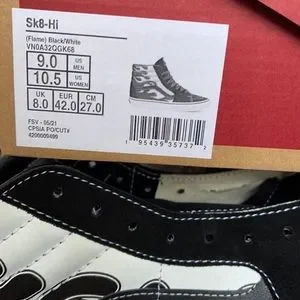 Sk8-Hi
(Flame) Black/White
VN0A32QGK68
9.0 US MEN
10.5 US WOMEN
8.0 UK 42.0 EUR 27.0 CM
FSV - 05/21
CPSIA PO/CUT#
4200009499
1 95439 35737 2